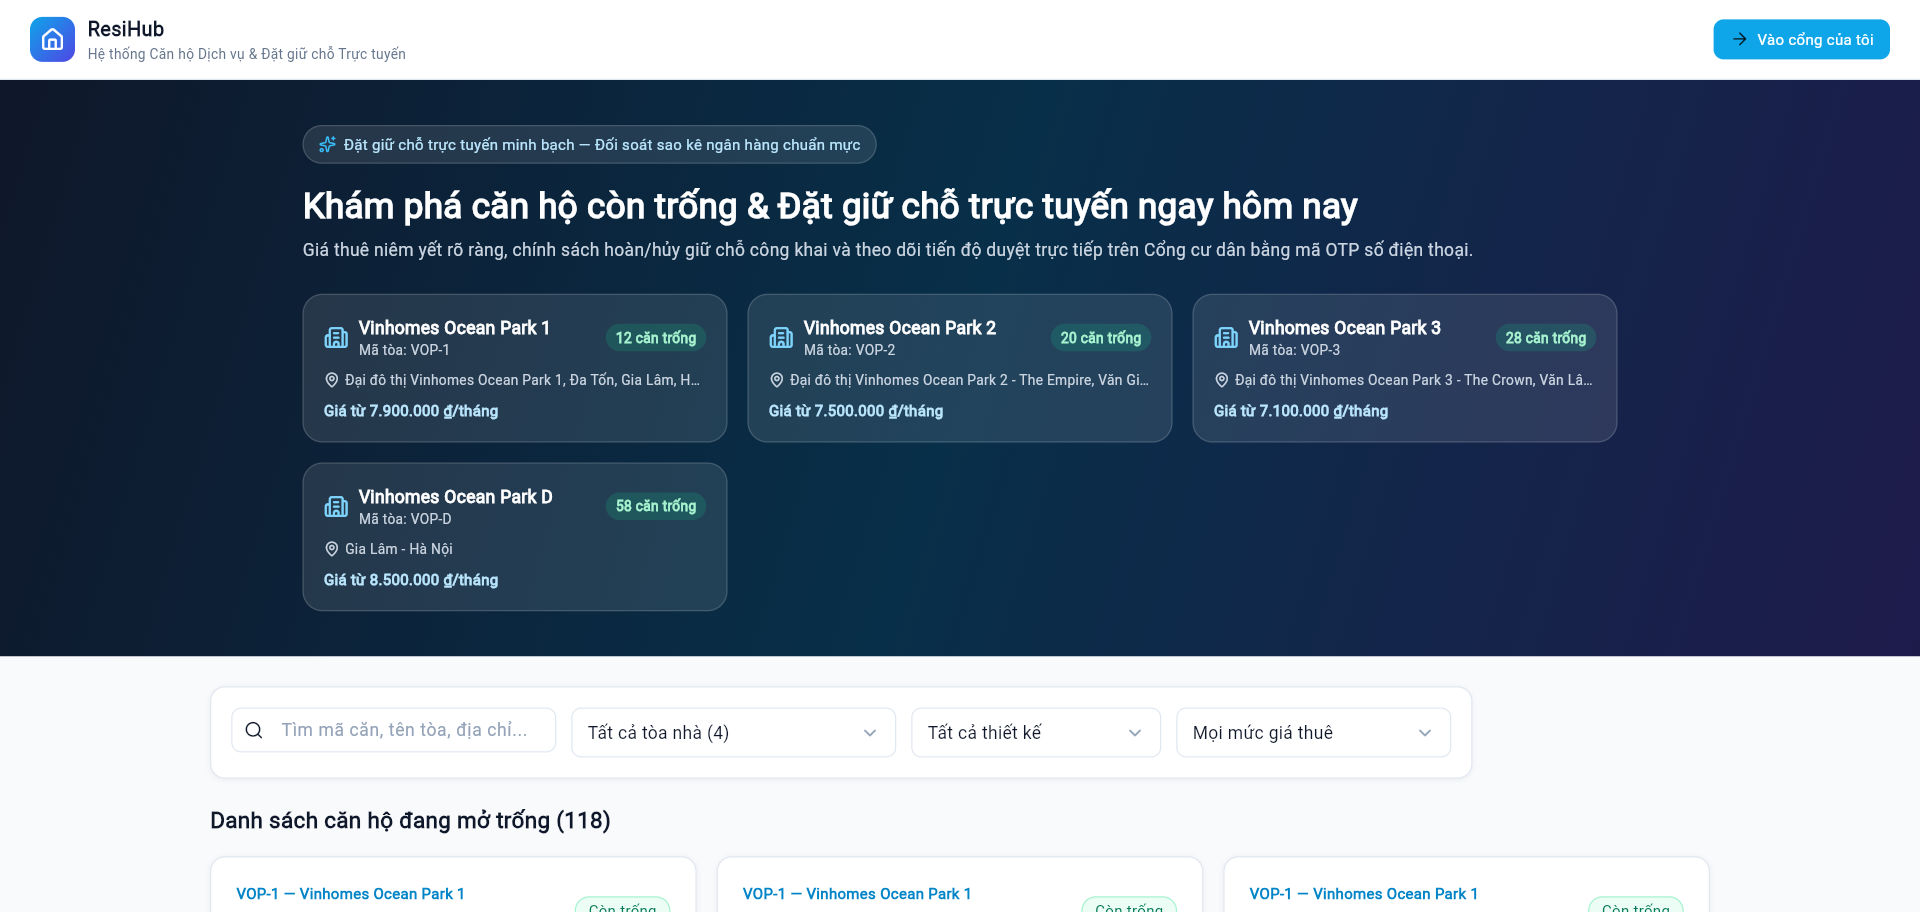 ResiHub
Hệ thống Căn hộ Dịch vụ & Đặt giữ chỗ Trực tuyến
Vào cổng của tôi
Đặt giữ chỗ trực tuyến minh bạch — Đối soát sao kê ngân hàng chuẩn mực
Khám phá căn hộ còn trống & Đặt giữ chỗ trực tuyến ngay hôm nay
Giá thuê niêm yết rõ ràng, chính sách hoàn/hủy giữ chỗ công khai và theo dõi tiến độ duyệt trực tiếp trên Cổng cư dân bằng mã OTP số điện thoại.
Vinhomes Ocean Park 1
12 căn trống
Mã tòa: VOP-1
Đại đô thị Vinhomes Ocean Park 1, Đa Tốn, Gia Lâm, H...
Giá từ 7.900.000 ₫/tháng
Vinhomes Ocean Park 2
20 căn trống
Mã tòa: VOP-2
Đại đô thị Vinhomes Ocean Park 2 - The Empire, Văn Gi...
Giá từ 7.500.000 ₫/tháng
Vinhomes Ocean Park 3
28 căn trống
Mã tòa: VOP-3
Đại đô thị Vinhomes Ocean Park 3 - The Crown, Văn Lâ...
Giá từ 7.100.000 ₫/tháng
Vinhomes Ocean Park D
58 căn trống
Mã tòa: VOP-D
Gia Lâm - Hà Nội
Giá từ 8.500.000 ₫/tháng
Tìm mã căn, tên tòa, địa chỉ...
Tất cả tòa nhà (4)
Tất cả thiết kế
Mọi mức giá thuê
Danh sách căn hộ đang mở trống (118)
VOP-1 — Vinhomes Ocean Park 1
Còn trống
VOP-1 — Vinhomes Ocean Park 1
Còn trống
VOP-1 — Vinhomes Ocean Park 1
Còn trống